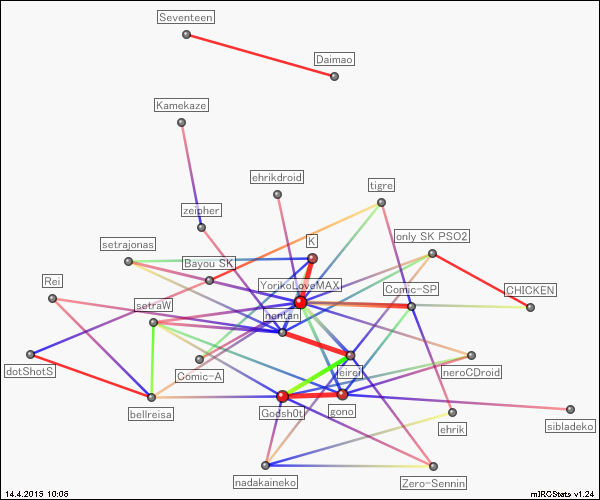 Seventeen
Daimao
Kamekaze
ehrikdroid
tigre
zeipher
only SK PSO2
setrajonas
K
Bayou SK
Rei
YorikoLoveMAX
Comic-SP
CHICKEN
setraW
nentan
dotShotS
Comic-A
eirei
neroCDroid
bellreisa
Godsh0t
gono
ehrik
sibladeko
nadakaineko
Zero-Sennin
14.4.2013 10:06
mIRCStats v1.24